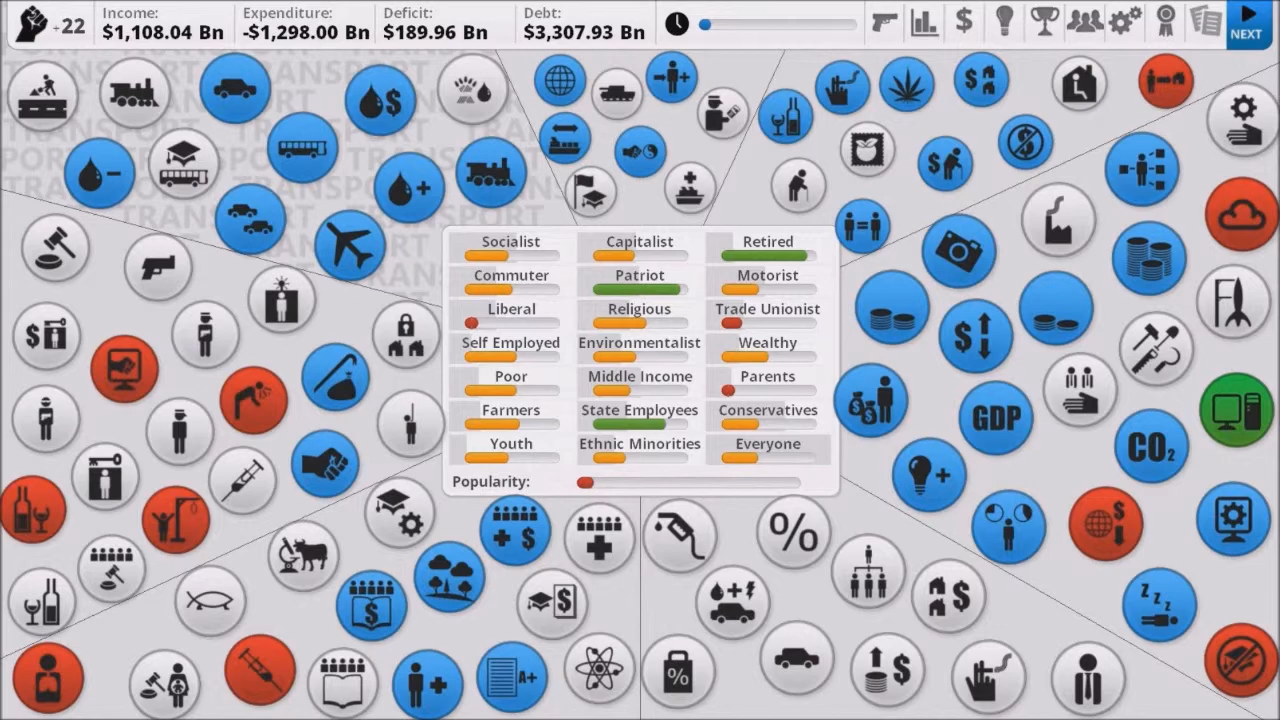 +22
Income:
$1,108.04 Bn
Expenditure:
-$1,298.00 Bn
Deficit:
$189.96 Bn
Debt:
$3,307.93 Bn
NEXT
TRANSPORT
Socialist Capitalist Retired
Commuter Patriot Motorist
Liberal Religious Trade Unionist
Self Employed Environmentalist Wealthy
Poor Middle Income Parents
Farmers State Employees Conservatives
Youth Ethnic Minorities Everyone
Popularity:
GDP
CO₂
%
%
A+
Z Z Z